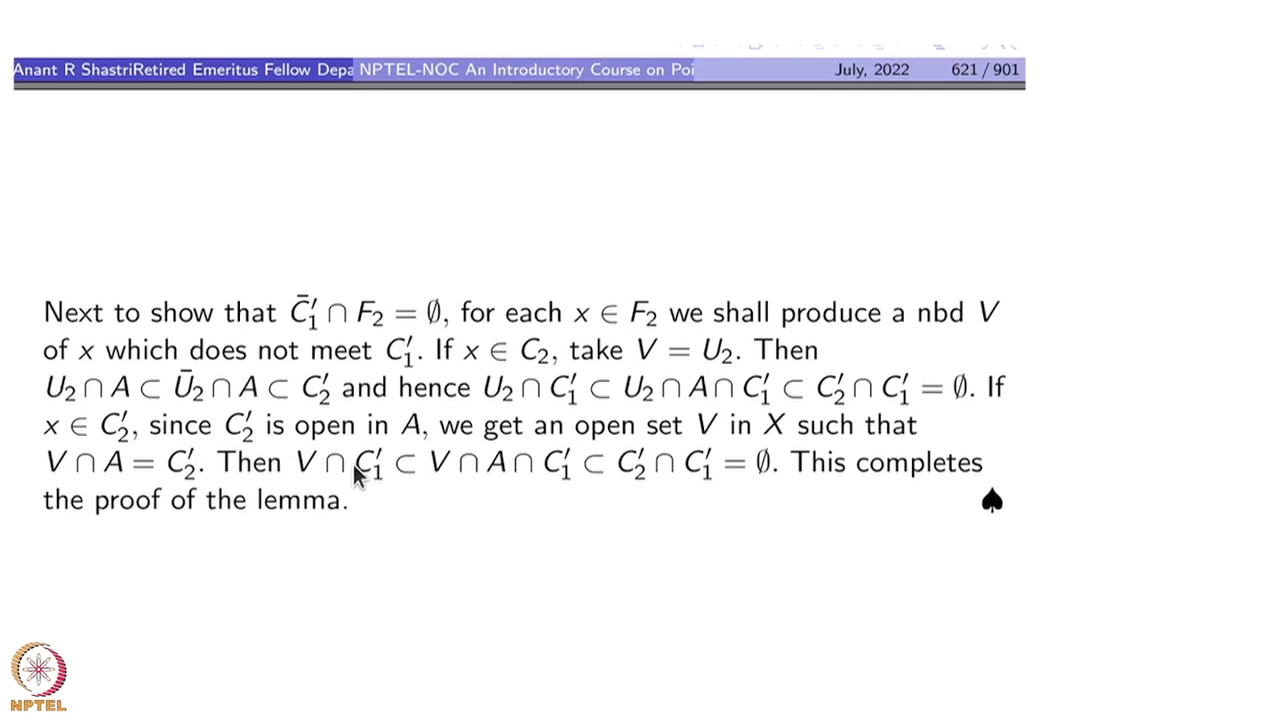 Anant R ShastriRetired Emeritus Fellow Depa NPTEL-NOC An Introductory Course on Poi July, 2022 621 / 901
Next to show that C̄′₁ ∩ F₂ = ∅, for each x ∈ F₂ we shall produce a nbd V
of x which does not meet C′₁. If x ∈ C₂, take V = U₂. Then
U₂ ∩ A ⊂ Ū₂ ∩ A ⊂ C′₂ and hence U₂ ∩ C′₁ ⊂ U₂ ∩ A ∩ C′₁ ⊂ C′₂ ∩ C′₁ = ∅. If
x ∈ C′₂, since C′₂ is open in A, we get an open set V in X such that
V ∩ A = C′₂. Then V ∩ C′₁ ⊂ V ∩ A ∩ C′₁ ⊂ C′₂ ∩ C′₁ = ∅. This completes
the proof of the lemma. ♠
NPTEL